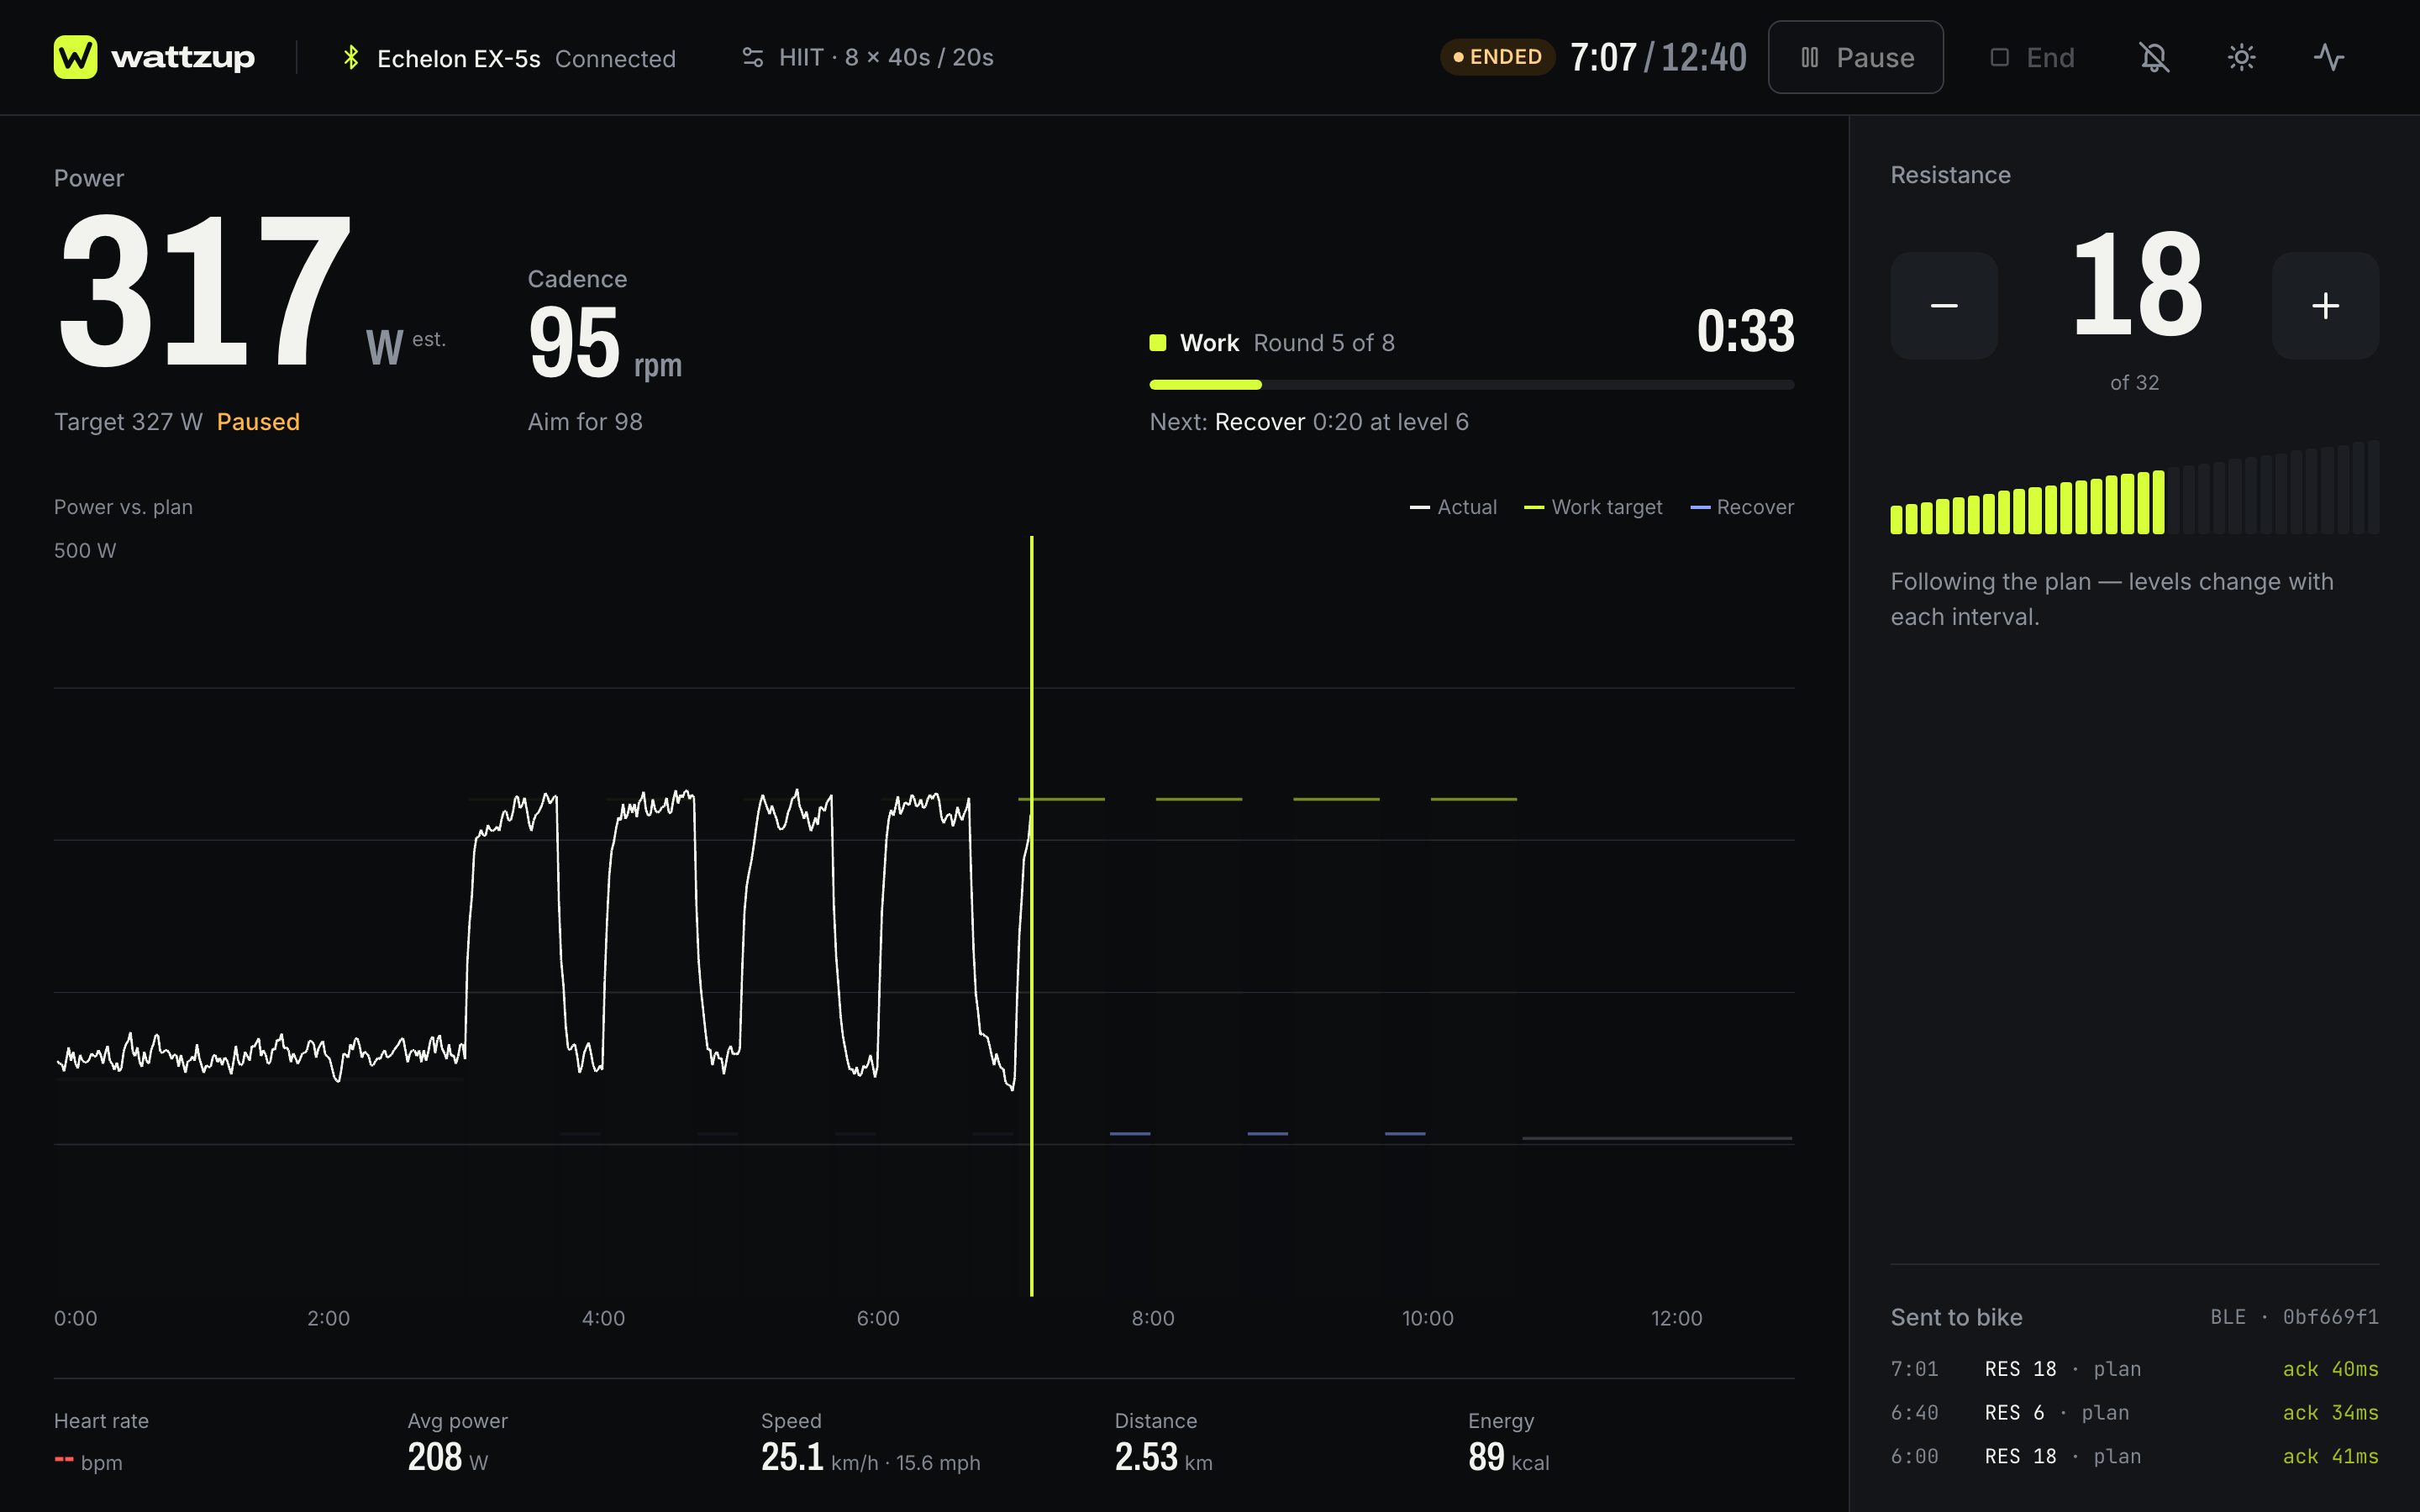 wattzup
Echelon EX-5s Connected
HIIT · 8 × 40s / 20s
ENDED 7:07 / 12:40
Pause
End
Power
317 W est.
Target 327 W Paused
Cadence
95 rpm
Aim for 98
Work Round 5 of 8 0:33
Next: Recover 0:20 at level 6
Power vs. plan
Actual Work target Recover
500 W
0:00 2:00 4:00 6:00 8:00 10:00 12:00
Heart rate
-- bpm
Avg power
208 W
Speed
25.1 km/h · 15.6 mph
Distance
2.53 km
Energy
89 kcal
Resistance
− 18 +
of 32
Following the plan — levels change with
each interval.
Sent to bike BLE · 0bf669f1
7:01 RES 18 · plan ack 40ms
6:40 RES 6 · plan ack 34ms
6:00 RES 18 · plan ack 41ms